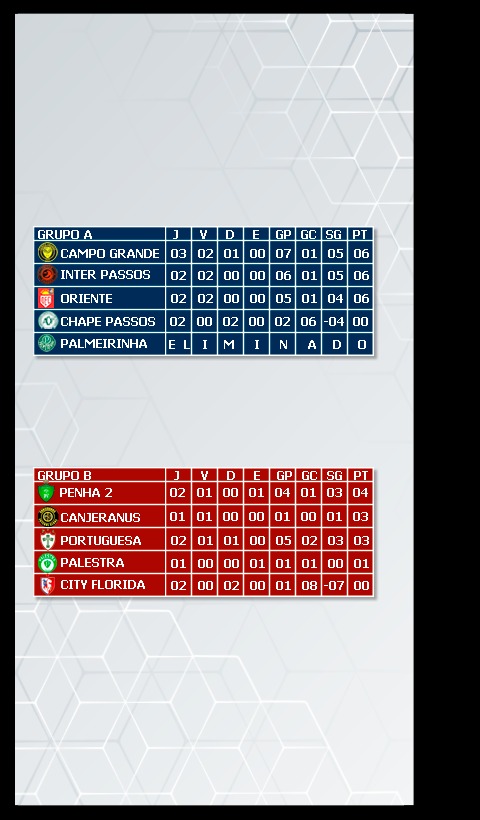 GRUPO A J V D E GP GC SG PT
CAMPO GRANDE 03 02 01 00 07 01 05 06
INTER PASSOS 02 02 00 00 06 01 05 06
ORIENTE 02 02 00 00 05 01 04 06
CHAPE PASSOS 02 00 02 00 02 06 -04 00
PALMEIRINHA E L I M I N A D O
GRUPO B J V D E GP GC SG PT
PENHA 2 02 01 00 01 04 01 03 04
CANJERANUS 01 01 00 00 01 00 01 03
PORTUGUESA 02 01 01 00 05 02 03 03
PALESTRA 01 00 00 01 01 01 00 01
CITY FLORIDA 02 00 02 00 01 08 -07 00